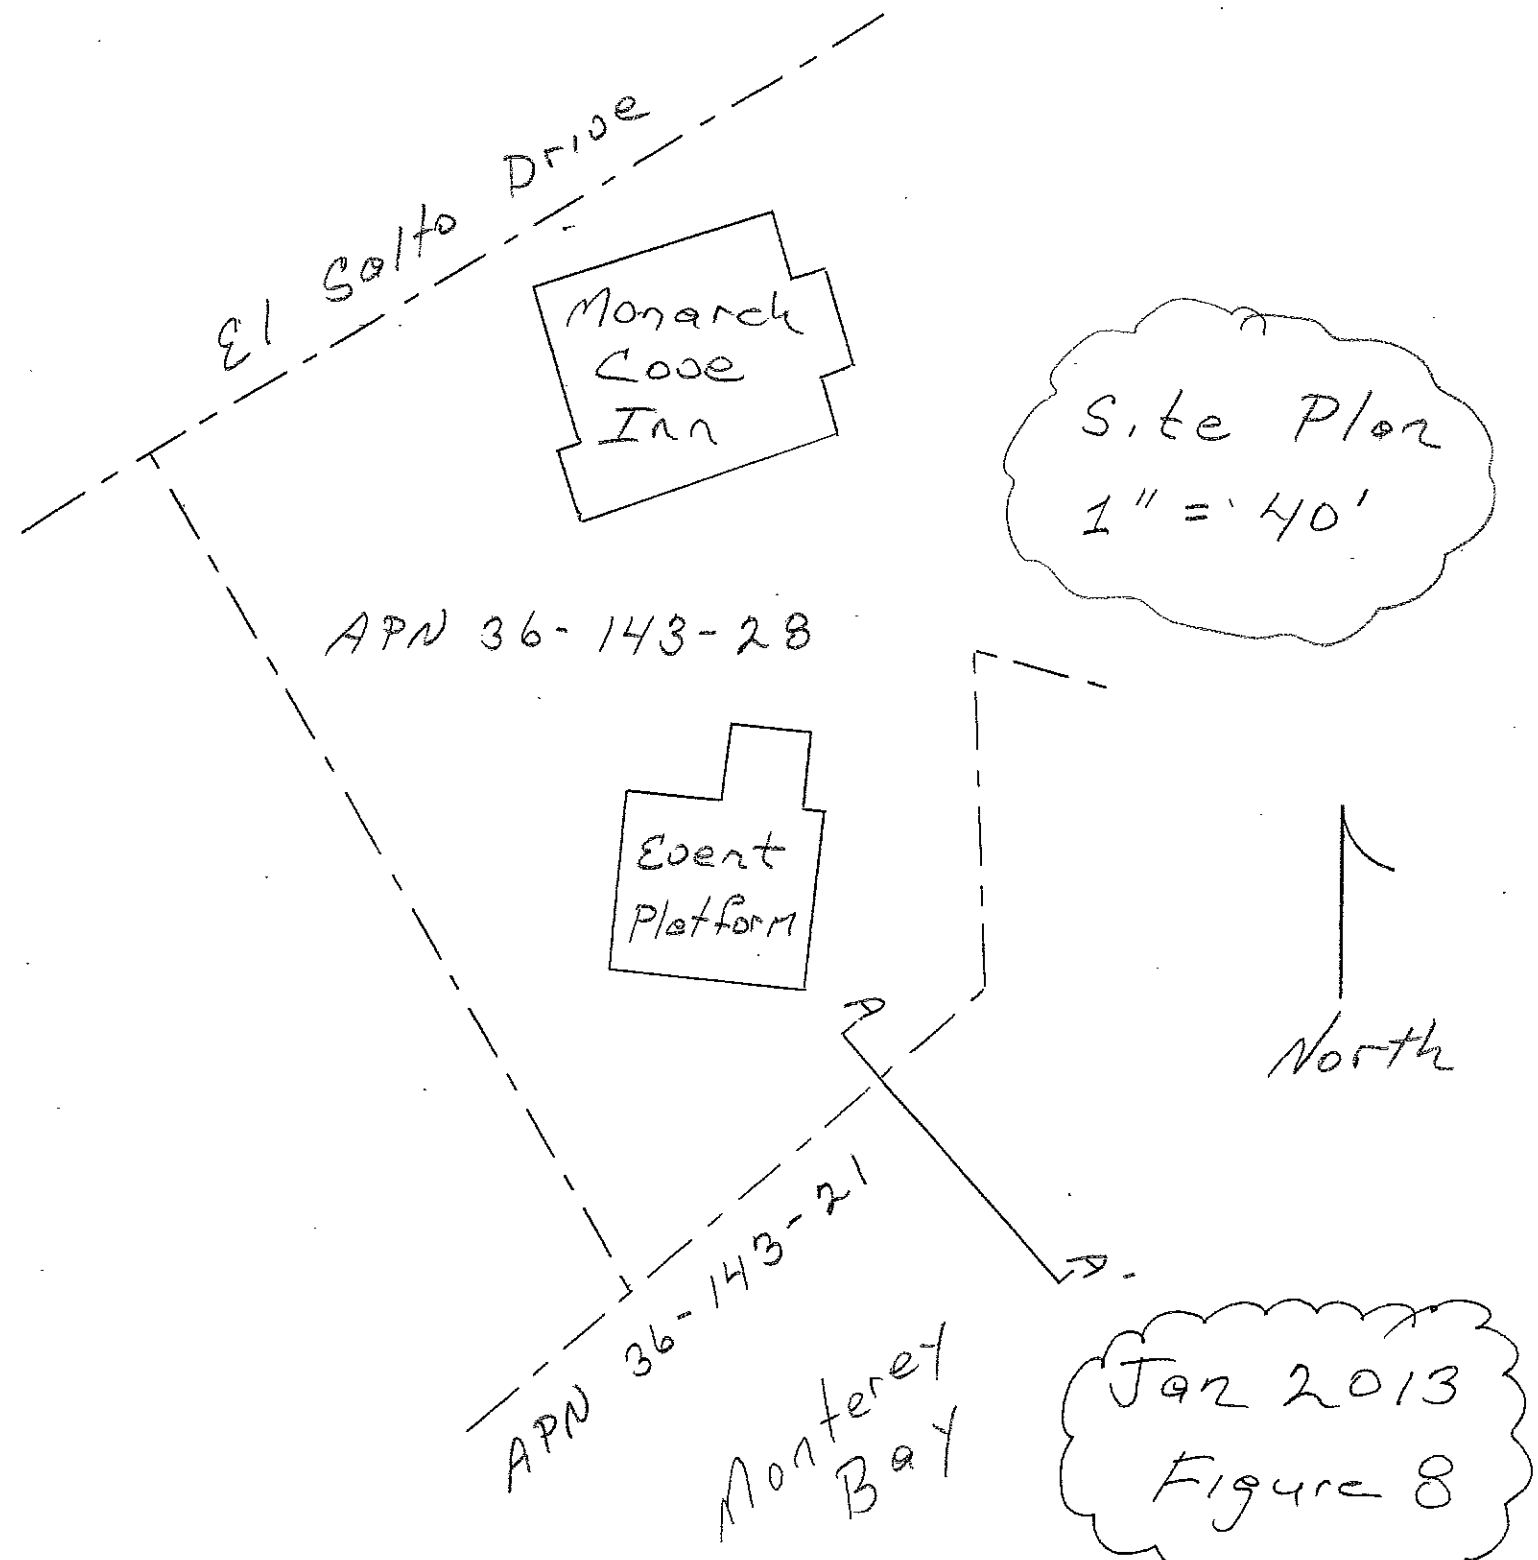 El Salto Drive
Monarch
Cove
Inn
Site Plan
1" = 40'
APN 36-143-28
Event
Platform
A
North
APN 36-143-21
A
Monterey
Bay
Jan 2013
Figure 8